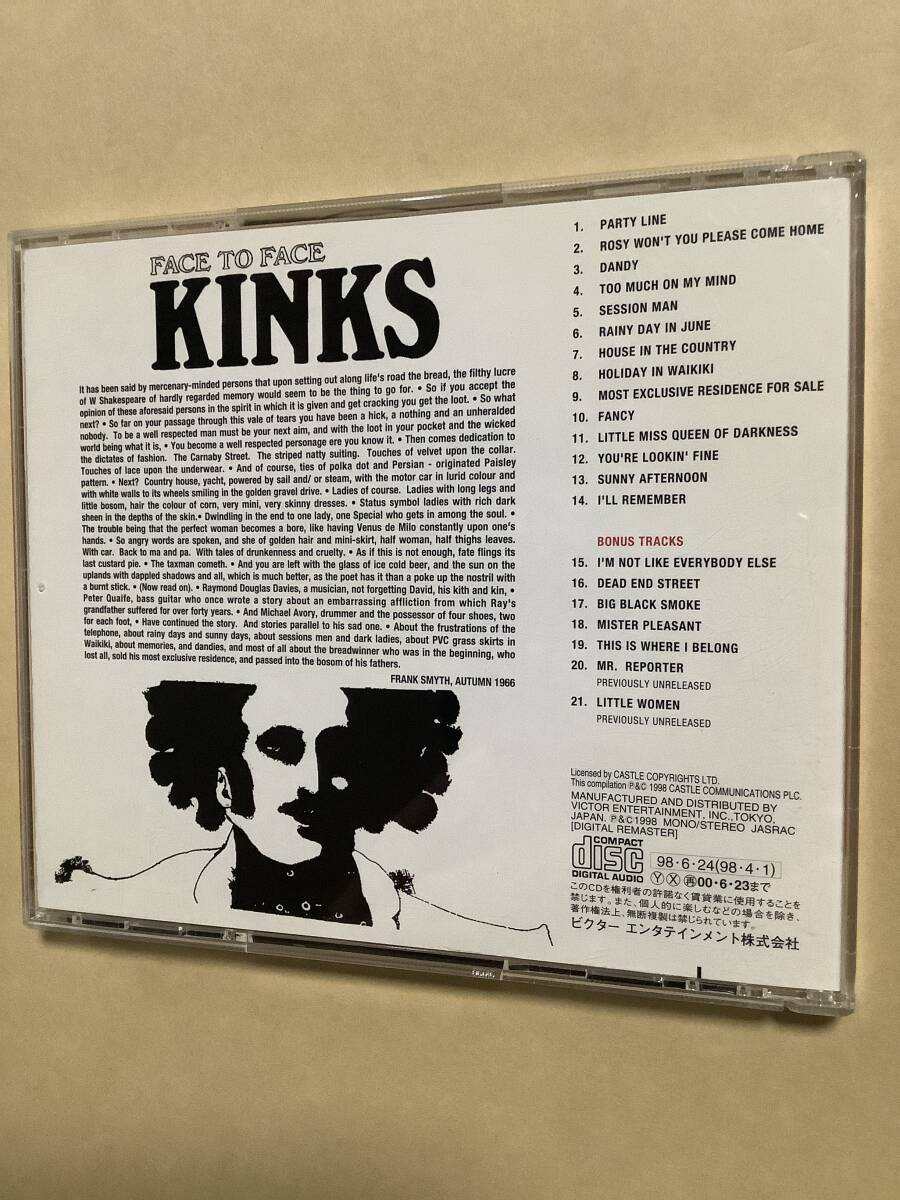 FACE TO FACE
KINKS
It has been said by mercenary-minded persons that upon setting out along life's road the bread, the filthy lucre
of W Shakespeare of hardly regarded memory would seem to be the thing to go for. • So if you accept the
opinion of these aforesaid persons in the spirit in which it is given and get cracking you get the loot. • So what
next? • So far on your passage through this vale of tears you have been a hick, a nothing and an unheralded
nobody. To be a well respected man must be your next aim, and with the loot in your pocket and the wicked
world being what it is, • You become a well respected personage ere you know it. • Then comes dedication to
the dictates of fashion. The Carnaby Street. The striped natty suiting. Touches of velvet upon the collar.
Touches of lace upon the underwear. • And of course, ties of polka dot and Persian - originated Paisley
pattern. • Next? Country house, yacht, powered by sail and/ or steam, with the motor car in lurid colour and
with white walls to its wheels smiling in the golden gravel drive. • Ladies of course. Ladies with long legs and
little bosom, hair the colour of corn, very mini, very skinny dresses. • Status symbol ladies with rich dark
sheen in the depths of the skin.• Dwindling in the end to one lady, one Special who gets in among the soul. •
The trouble being that the perfect woman becomes a bore, like having Venus de Milo constantly upon one's
hands. • So angry words are spoken, and she of golden hair and mini-skirt, half woman, half thighs leaves.
With car. Back to ma and pa. With tales of drunkenness and cruelty. • As if this is not enough, fate flings its
last custard pie. • The taxman cometh. • And you are left with the glass of ice cold beer, and the sun on the
uplands with dappled shadows and all, which is much better, as the poet has it than a poke up the nostril with
a burnt stick. • (Now read on). • Raymond Douglas Davies, a musician, not forgetting David, his kith and kin, •
Peter Quaife, bass guitar who once wrote a story about an embarrassing affliction from which Ray's
grandfather suffered for over forty years. • And Michael Avory, drummer and the possessor of four shoes, two
for each foot, • Have continued the story. And stories parallel to his sad one. • About the frustrations of the
telephone, about rainy days and sunny days, about sessions men and dark ladies, about PVC grass skirts in
Waikiki, about memories, and dandies, and most of all about the breadwinner who was in the beginning, who
lost all, sold his most exclusive residence, and passed into the bosom of his fathers.
FRANK SMYTH, AUTUMN 1966
1. PARTY LINE
2. ROSY WON'T YOU PLEASE COME HOME
3. DANDY
4. TOO MUCH ON MY MIND
5. SESSION MAN
6. RAINY DAY IN JUNE
7. HOUSE IN THE COUNTRY
8. HOLIDAY IN WAIKIKI
9. MOST EXCLUSIVE RESIDENCE FOR SALE
10. FANCY
11. LITTLE MISS QUEEN OF DARKNESS
12. YOU'RE LOOKIN' FINE
13. SUNNY AFTERNOON
14. I'LL REMEMBER
BONUS TRACKS
15. I'M NOT LIKE EVERYBODY ELSE
16. DEAD END STREET
17. BIG BLACK SMOKE
18. MISTER PLEASANT
19. THIS IS WHERE I BELONG
20. MR. REPORTER
PREVIOUSLY UNRELEASED
21. LITTLE WOMEN
PREVIOUSLY UNRELEASED
Licensed by CASTLE COPYRIGHTS LTD.
This compilation ℗&© 1998 CASTLE COMMUNICATIONS PLC.
MANUFACTURED AND DISTRIBUTED BY
VICTOR ENTERTAINMENT, INC.,TOKYO,
JAPAN. ℗&©1998 MONO/STEREO JASRAC
[DIGITAL REMASTER]
COMPACT
disc
DIGITAL AUDIO
98·6·24(98·4·1)
Ⓨ Ⓧ ㊞00·6·23まで
このCDを権利者の許諾なく賃貸業に使用することを
禁じます。また、個人的に楽しむなどの場合を除き、
著作権法上、無断複製は禁じられています。
ビクター エンタテインメント株式会社